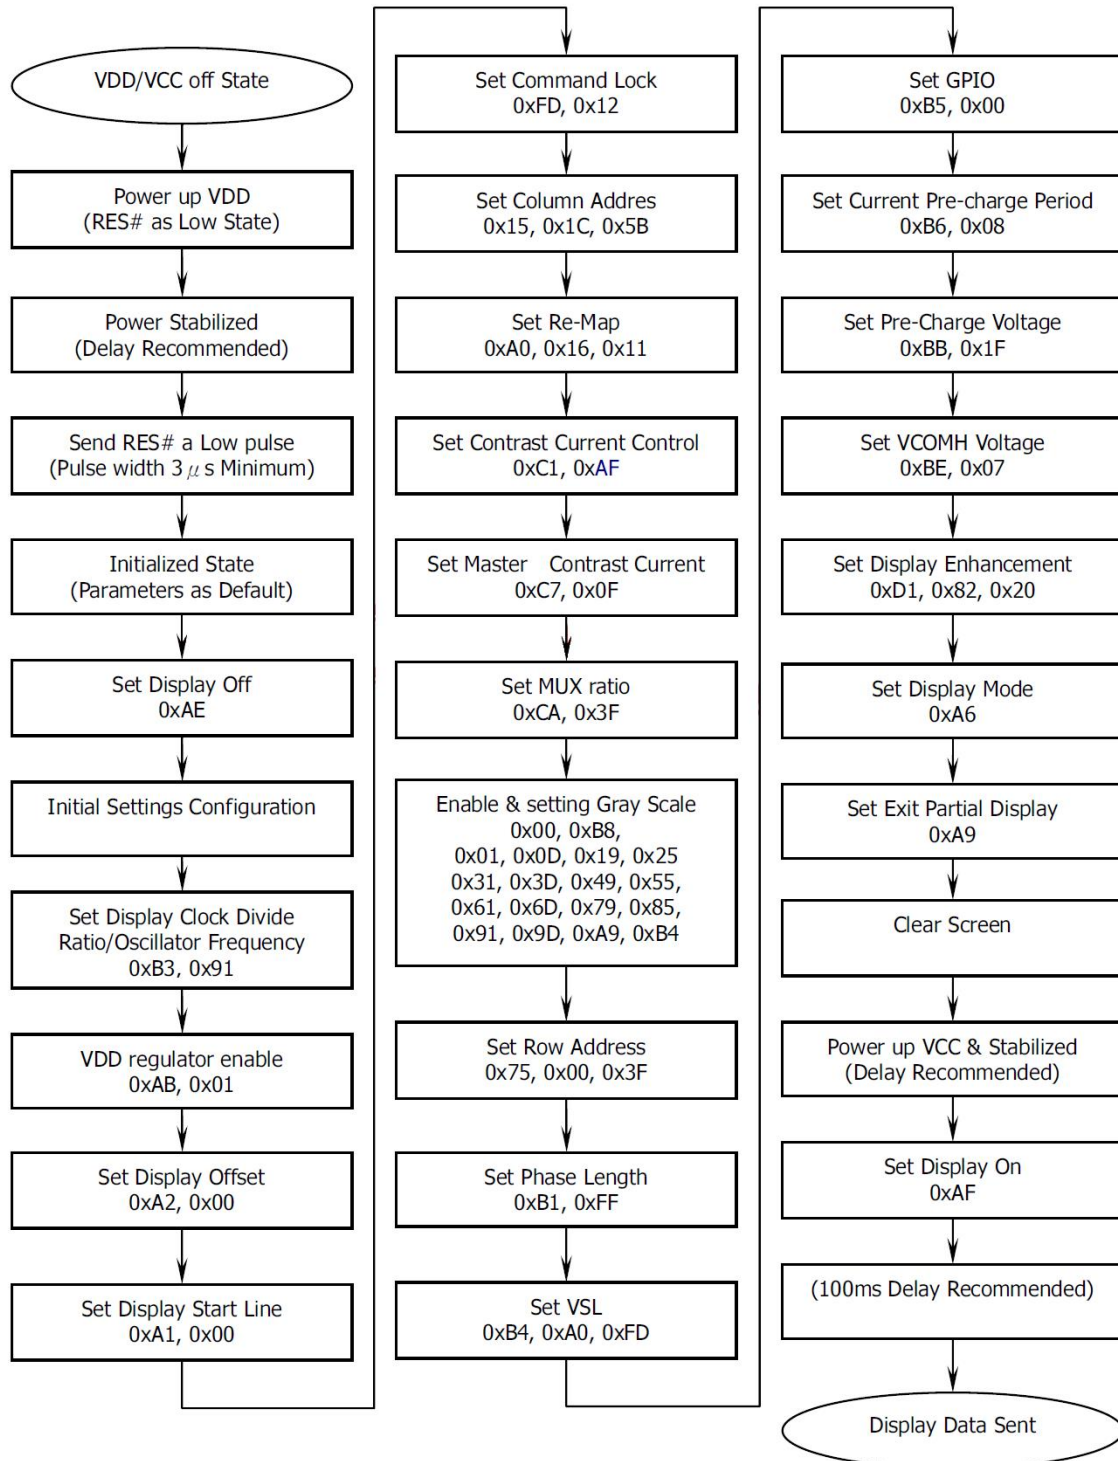 VDD/VCC off State
Power up VDD
(RES# as Low State)
Power Stabilized
(Delay Recommended)
Send RES# a Low pulse
(Pulse width 3 μs Minimum)
Initialized State
(Parameters as Default)
Set Display Off
0xAE
Initial Settings Configuration
Set Display Clock Divide
Ratio/Oscillator Frequency
0xB3, 0x91
VDD regulator enable
0xAB, 0x01
Set Display Offset
0xA2, 0x00
Set Display Start Line
0xA1, 0x00
Set Command Lock
0xFD, 0x12
Set Column Addres
0x15, 0x1C, 0x5B
Set Re-Map
0xA0, 0x16, 0x11
Set Contrast Current Control
0xC1, 0xAF
Set Master Contrast Current
0xC7, 0x0F
Set MUX ratio
0xCA, 0x3F
Enable & setting Gray Scale
0x00, 0xB8,
0x01, 0x0D, 0x19, 0x25
0x31, 0x3D, 0x49, 0x55,
0x61, 0x6D, 0x79, 0x85,
0x91, 0x9D, 0xA9, 0xB4
Set Row Address
0x75, 0x00, 0x3F
Set Phase Length
0xB1, 0xFF
Set VSL
0xB4, 0xA0, 0xFD
Set GPIO
0xB5, 0x00
Set Current Pre-charge Period
0xB6, 0x08
Set Pre-Charge Voltage
0xBB, 0x1F
Set VCOMH Voltage
0xBE, 0x07
Set Display Enhancement
0xD1, 0x82, 0x20
Set Display Mode
0xA6
Set Exit Partial Display
0xA9
Clear Screen
Power up VCC & Stabilized
(Delay Recommended)
Set Display On
0xAF
(100ms Delay Recommended)
Display Data Sent